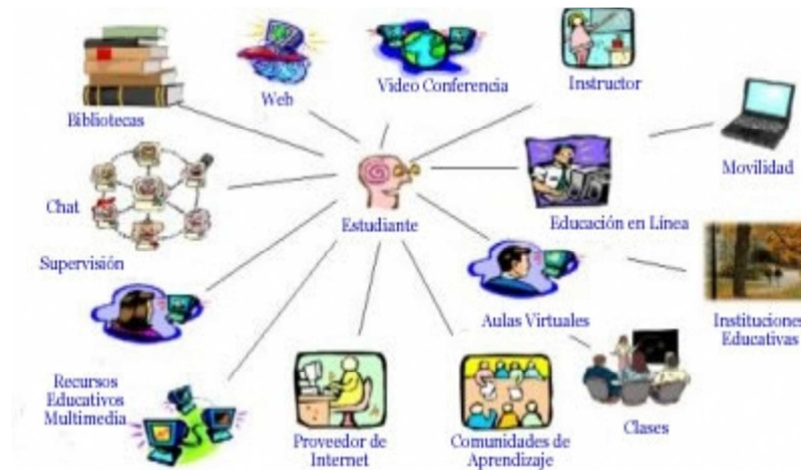 Bibliotecas
Web
Video Conferencia
Instructor
Movilidad
Chat
Estudiante
Educación en Línea
Supervisión
Aulas Virtuales
Instituciones
Educativas
Recursos
Educativos
Multimedia
Proveedor de
Internet
Comunidades de
Aprendizaje
Clases